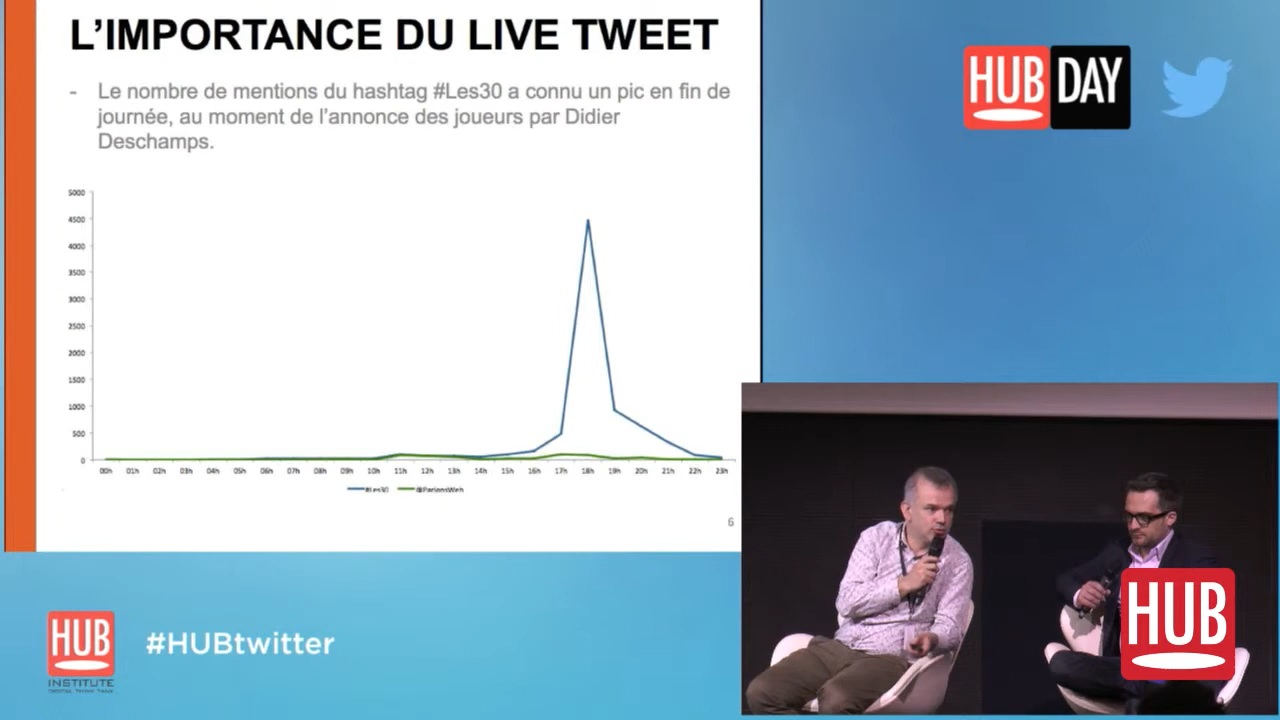 L'IMPORTANCE DU LIVE TWEET
- Le nombre de mentions du hashtag #Les30 a connu un pic en fin de
journée, au moment de l'annonce des joueurs par Didier
Deschamps.
HUB DAY
5000
4500
4000
3500
3000
2500
2000
1500
1000
500
0
00h 01h 02h 03h 04h 05h 06h 07h 08h 09h 10h 11h 12h 13h 14h 15h 16h 17h 18h 19h 20h 21h 22h 23h
#Les30 @ParionsWeb
6
HUB
INSTITUTE
#HUBtwitter
HUB